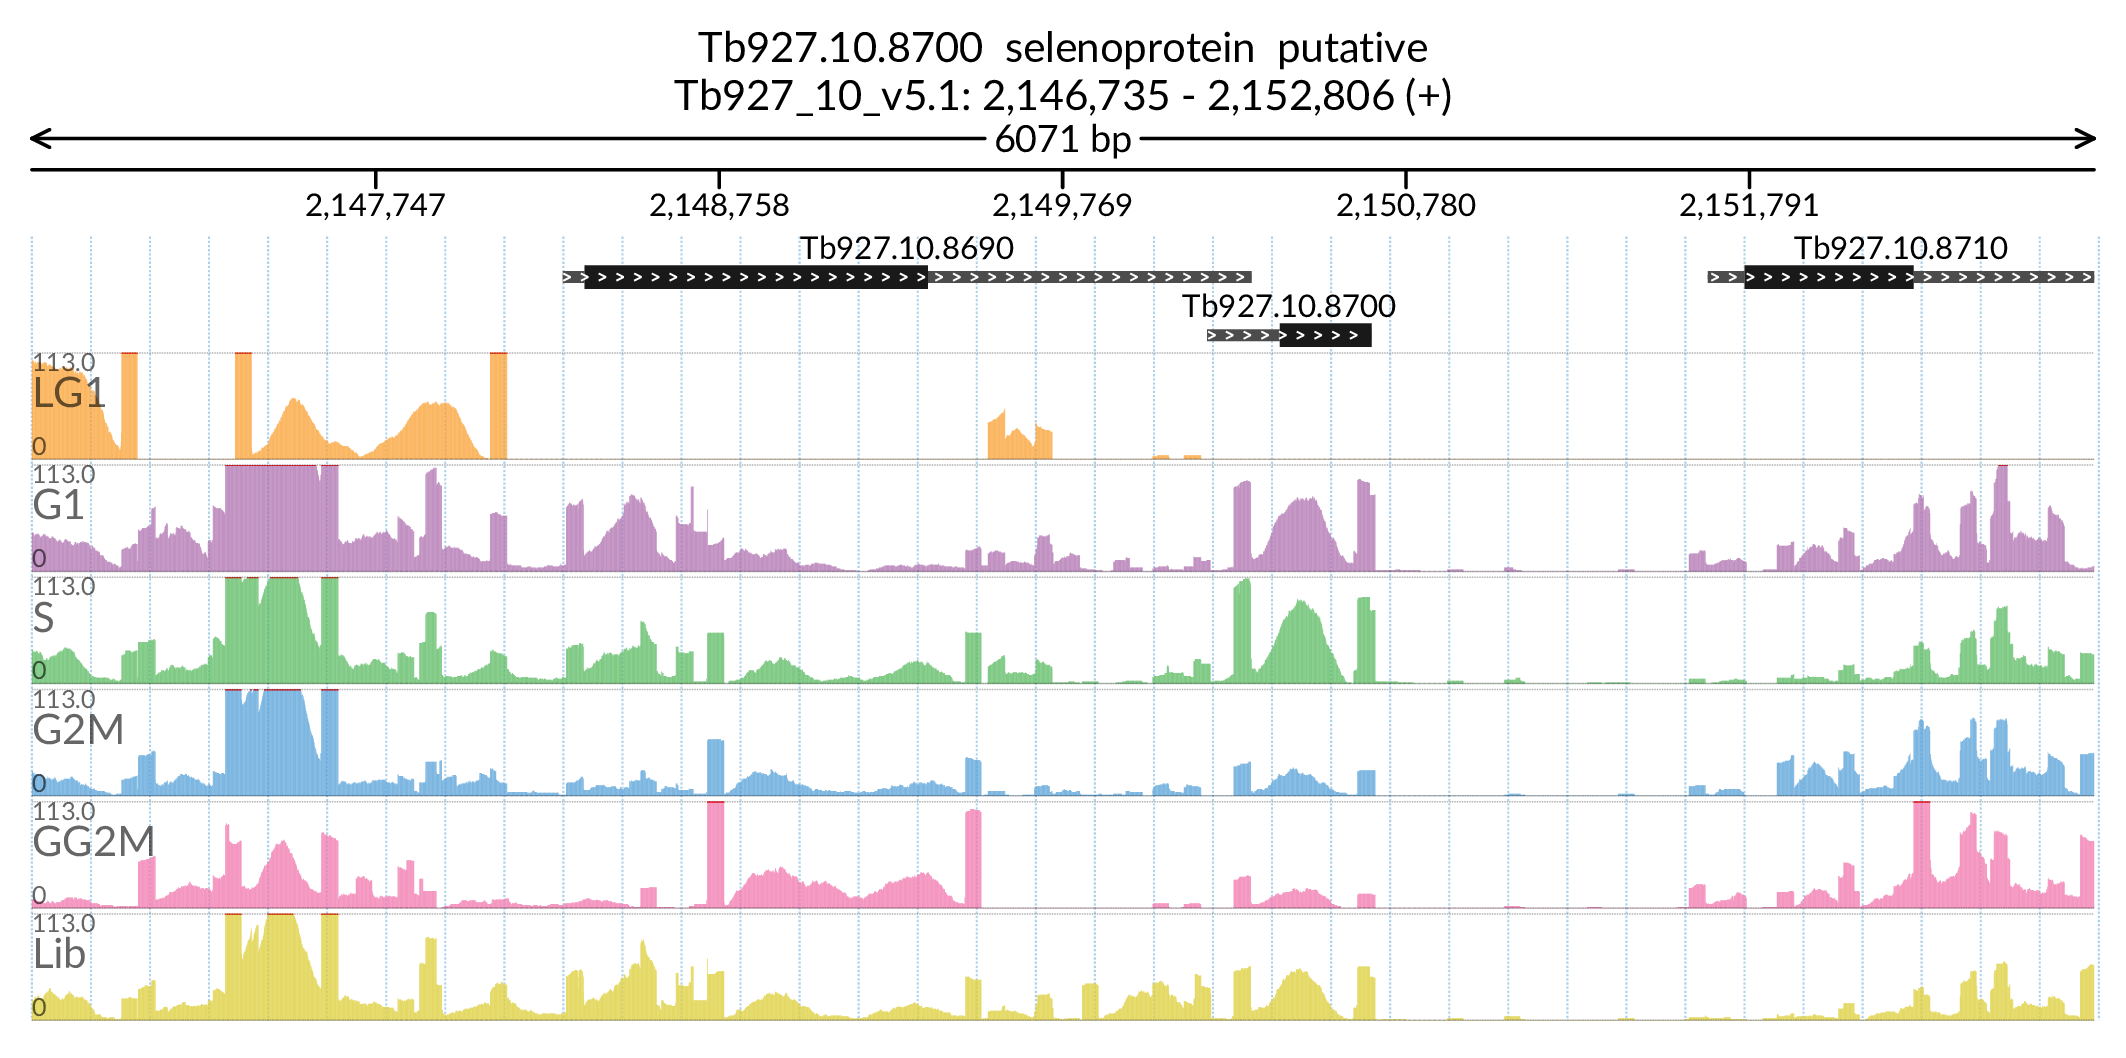 Tb927.10.8700 selenoprotein putative
Tb927_10_v5.1: 2,146,735 - 2,152,806 (+)
6071 bp
2,147,747 2,148,758 2,149,769 2,150,780 2,151,791
Tb927.10.8690 Tb927.10.8710
Tb927.10.8700
113.0
LG1
0
113.0
G1
0
113.0
S
0
113.0
G2M
0
113.0
GG2M
0
113.0
Lib
0